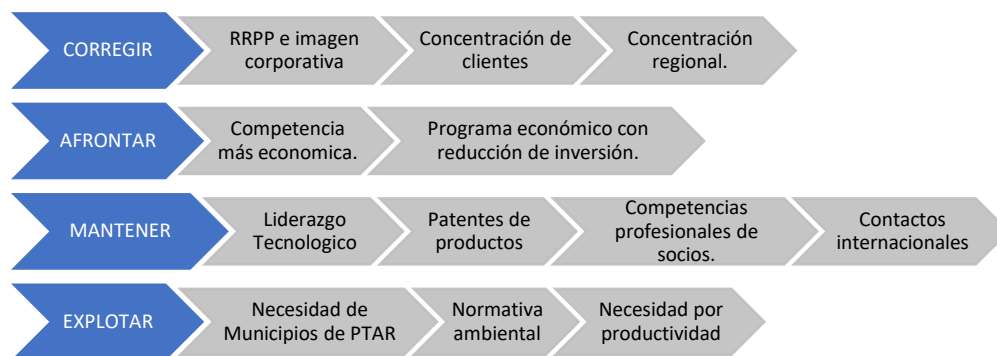 CORREGIR
RRPP e imagen
corporativa
Concentración de
clientes
Concentración
regional.
AFRONTAR
Competencia
más economica.
Programa económico con
reducción de inversión.
MANTENER
Liderazgo
Tecnologico
Patentes de
productos
Competencias
profesionales de
socios.
Contactos
internacionales
EXPLOTAR
Necesidad de
Municipios de PTAR
Normativa
ambiental
Necesidad por
productividad